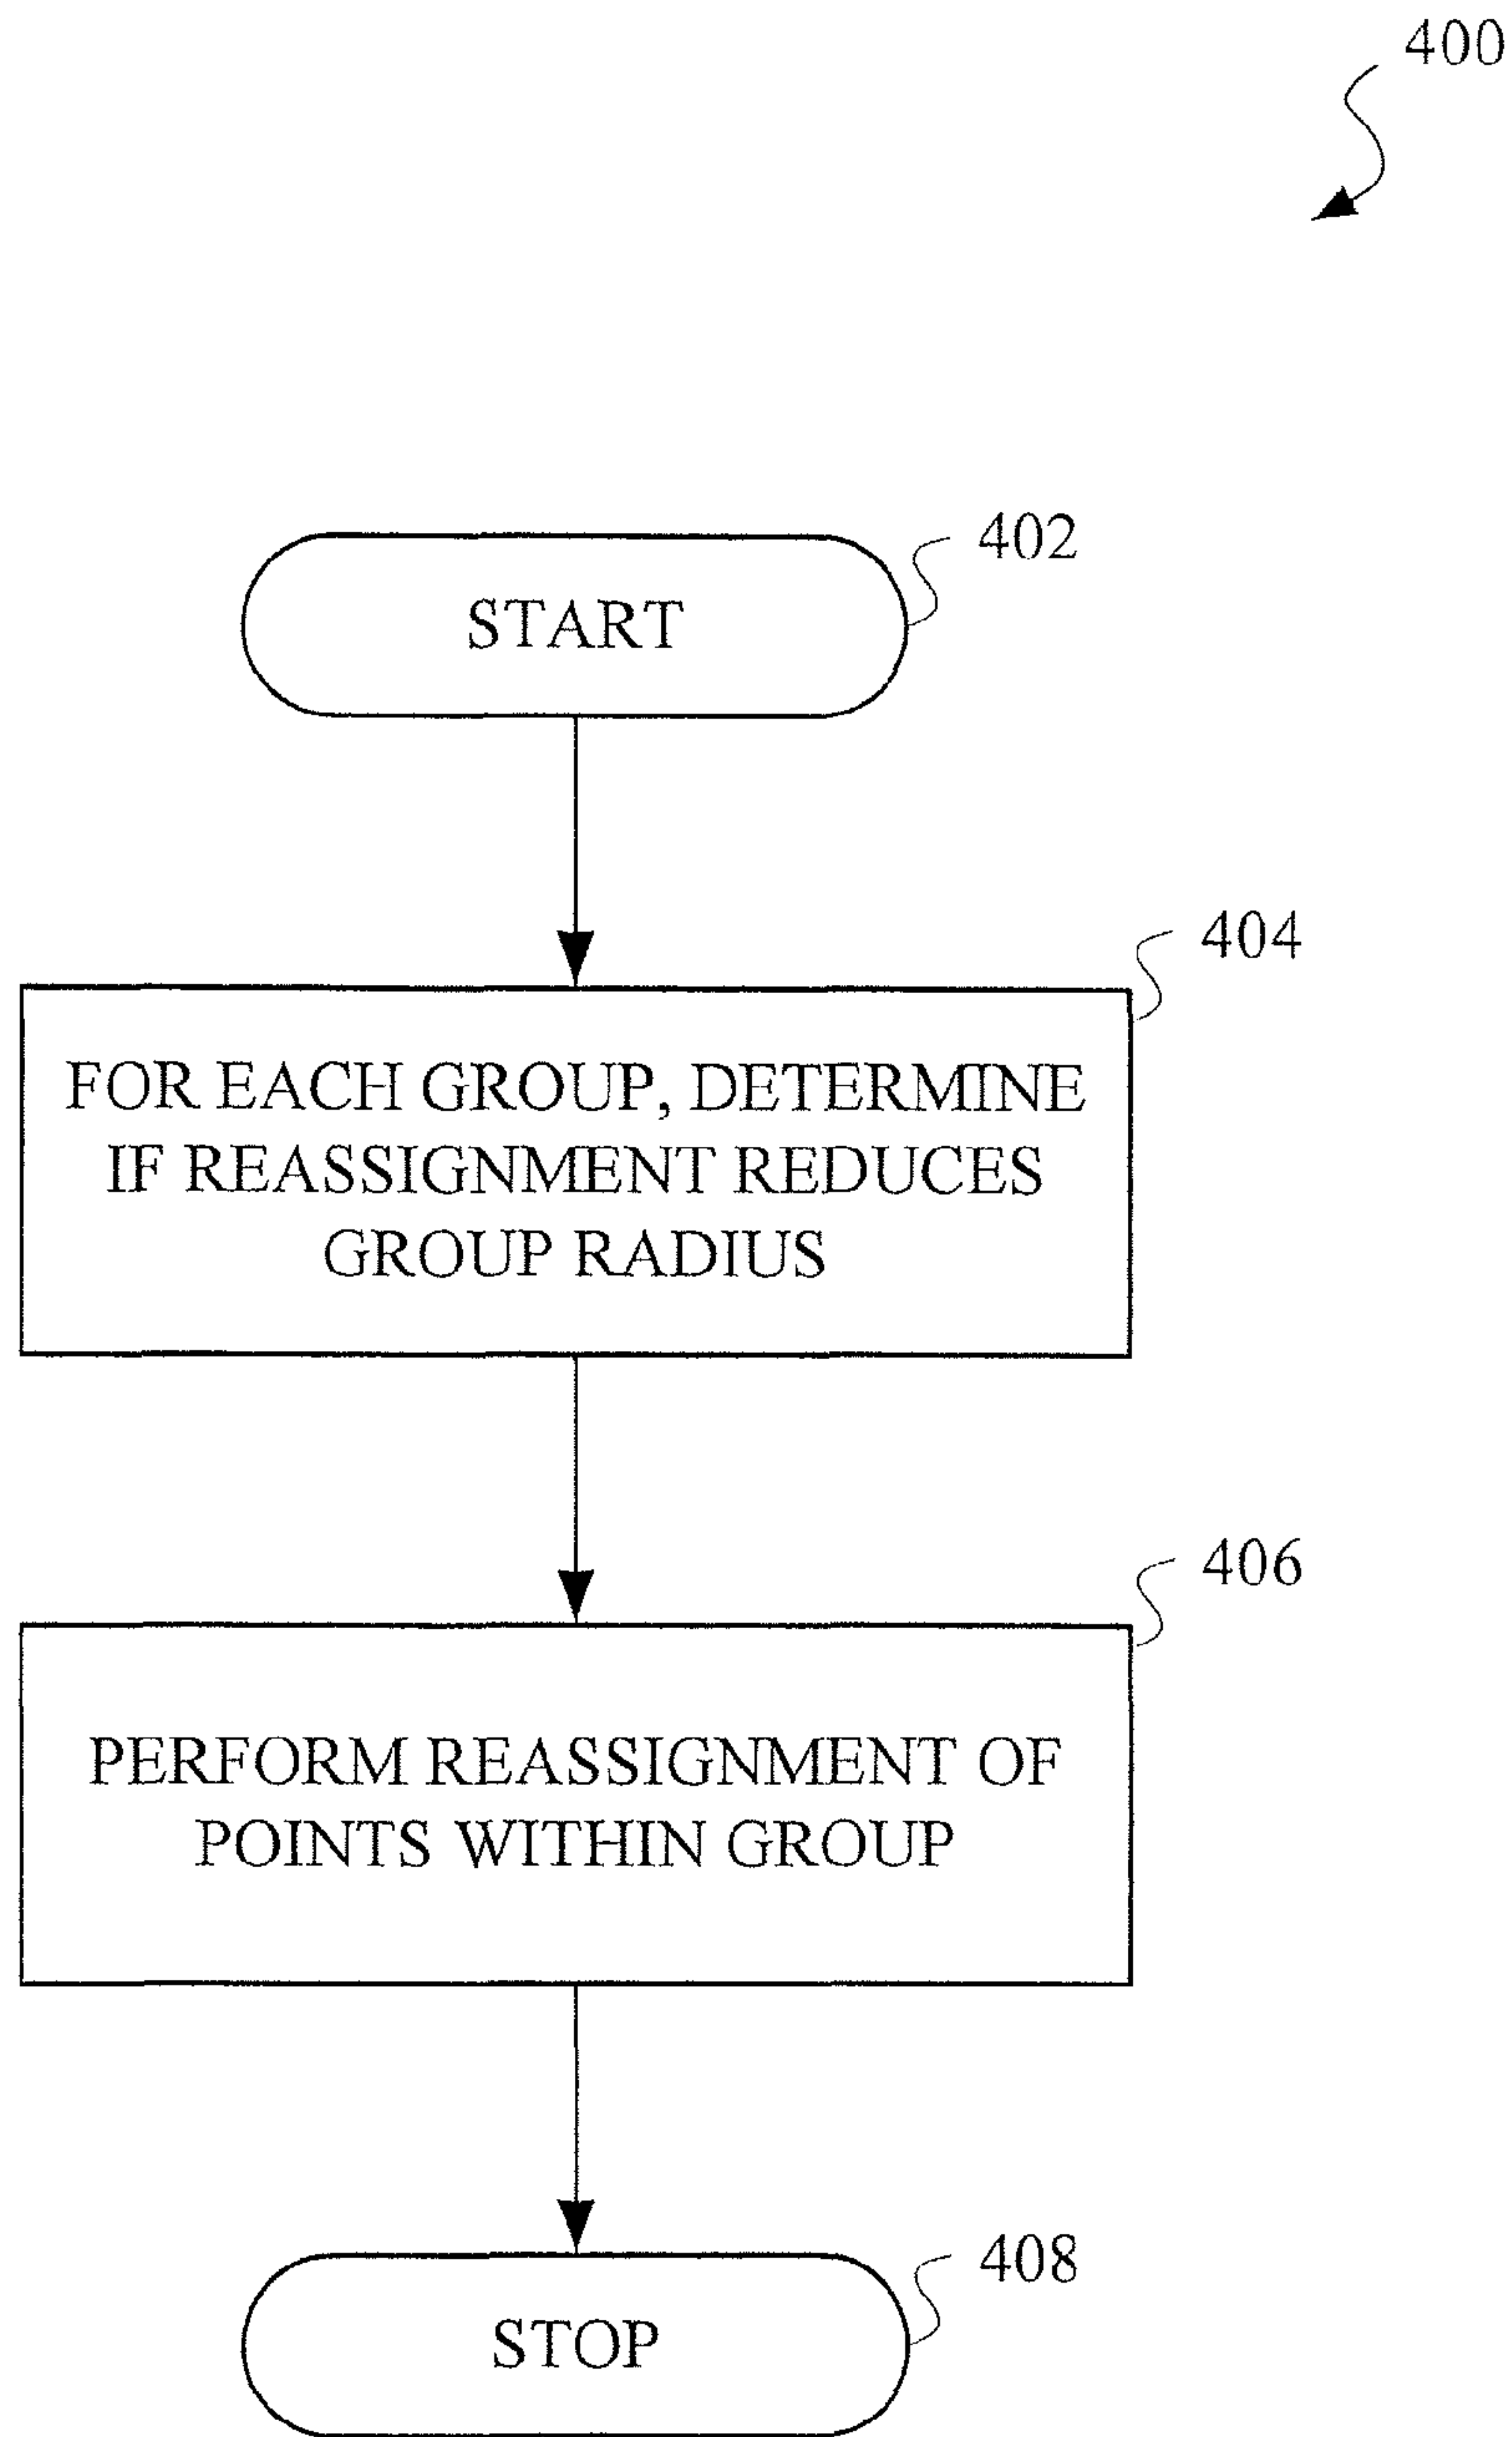 400
402
START
404
FOR EACH GROUP, DETERMINE
IF REASSIGNMENT REDUCES
GROUP RADIUS
406
PERFORM REASSIGNMENT OF
POINTS WITHIN GROUP
408
STOP